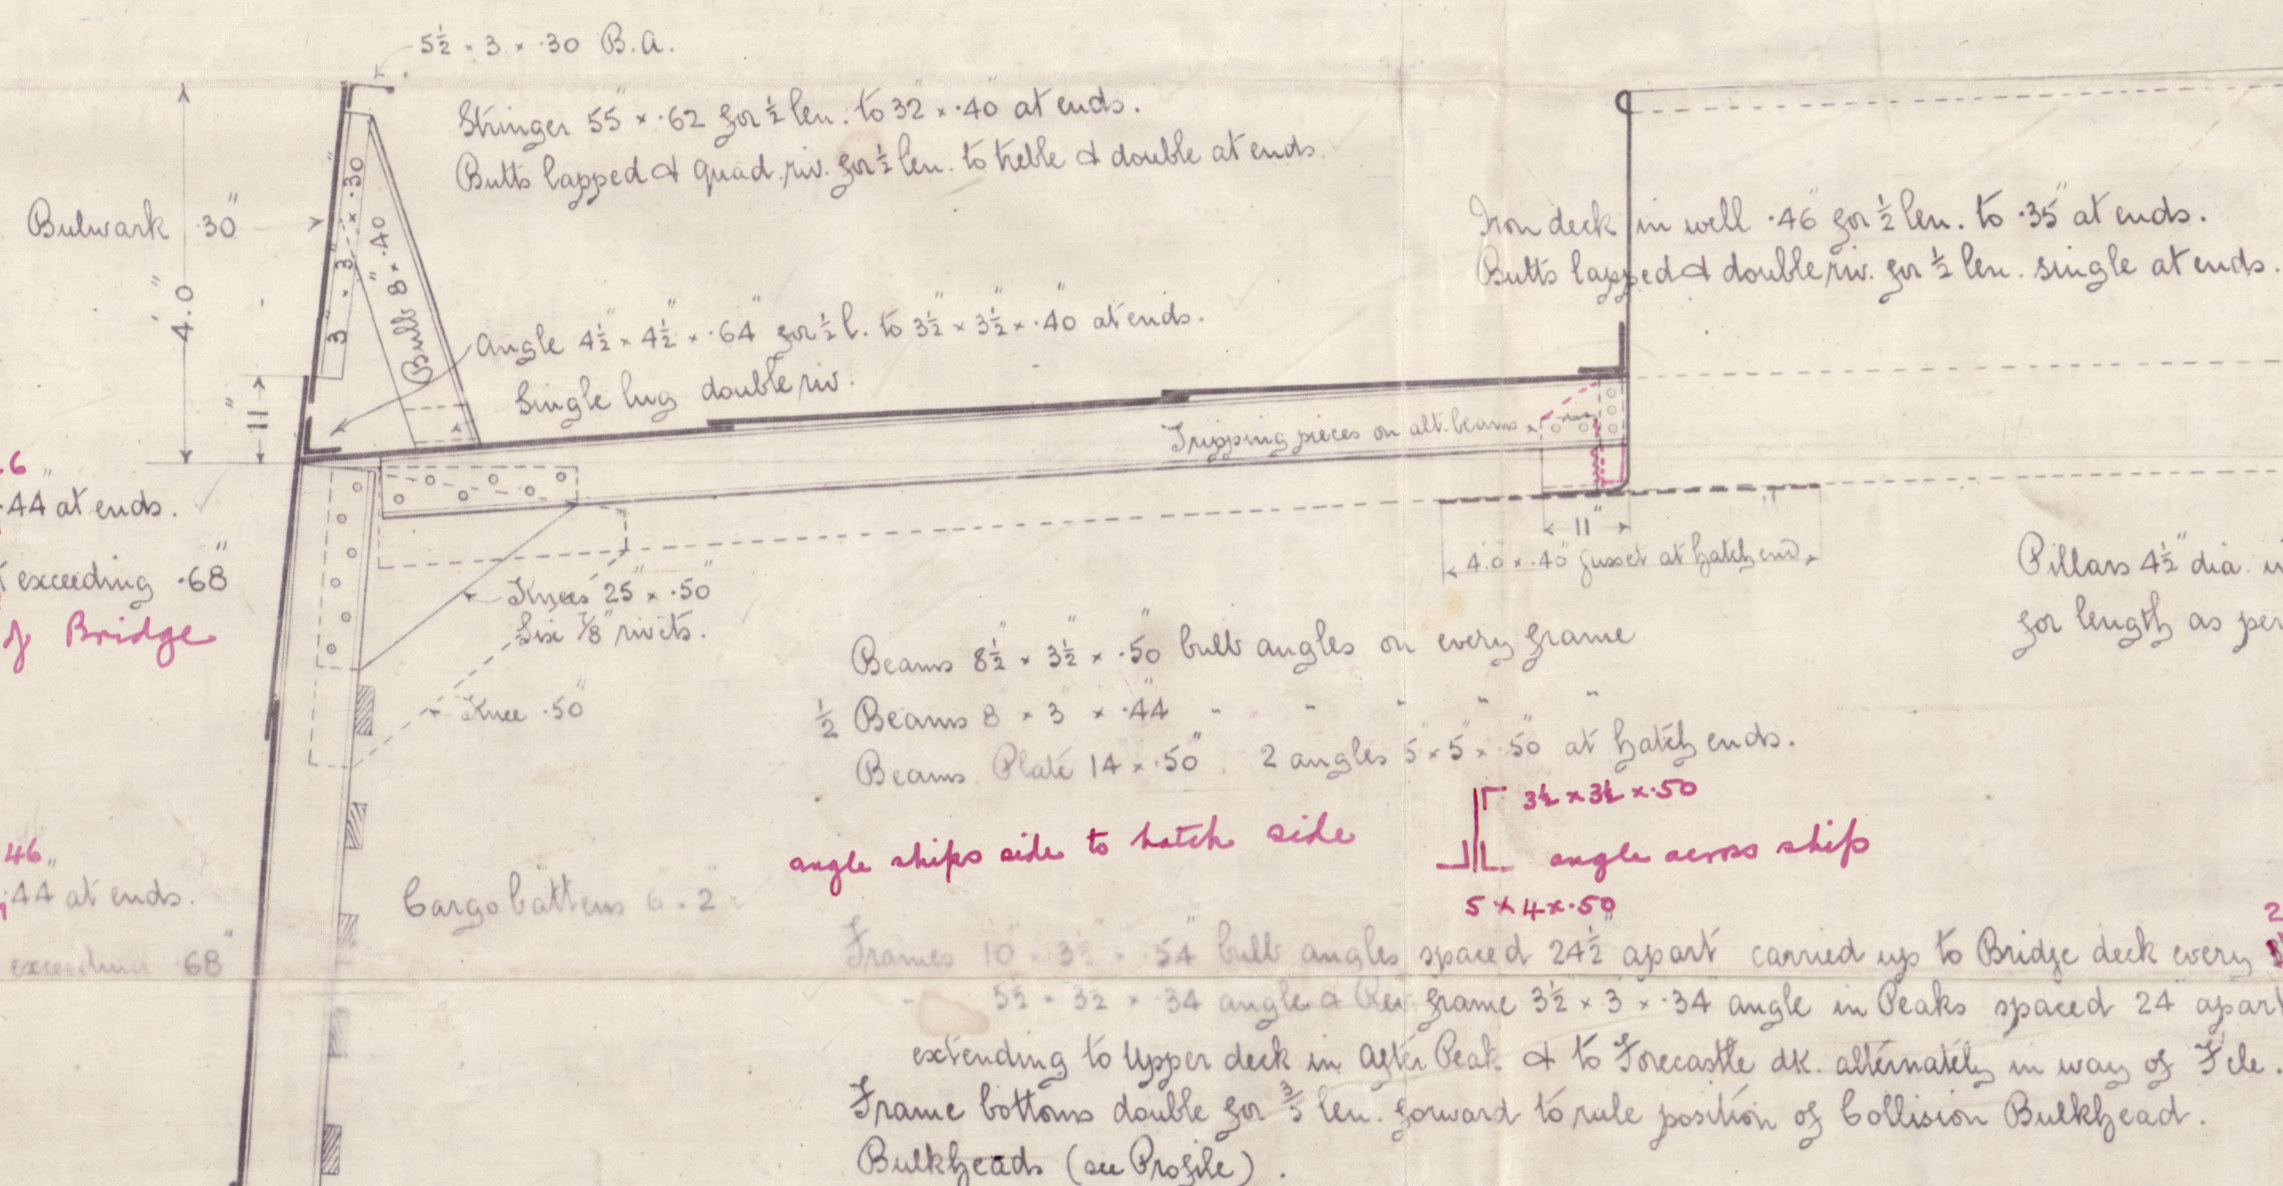 5½ × 3 × .30 B.A.
Stringer 55" × .62 for ½ len. to 32" × .40" at ends.
Butts lapped & quad. riv. for ½ len. to treble & double at ends.
Bulwark .30"
3" × 3" × .30
Bulb 8" × .40
4'.0"
11"
Angle 4½" × 4½" × .64" for ½ l. to 3½" × 3½" × .40" at ends.
Single lug double riv.
Iron deck in well .46" for ½ len. to .35" at ends.
Butts lapped & double riv. for ½ len. single at ends.
Tripping pieces on alt. beams
11"
4'.0" × .40" gusset at hatch end
.6"
.44 at ends.
exceeding .68"
of Bridge
Knees 25" × .50"
Six ⅞" rivets.
Knee .50"
Pillars 4½" dia.
for length as per
Beams 8½" × 3½" × .50" bulb angles on every frame
½ Beams 8" × 3" × .44" " " " " "
Beams Plate 14 × .50". 2 angles 5" × 5" × .50" at hatch ends.
3½ × 3½ × .50
angle ships side to hatch side
angle across ship
5 × 4 × .50
46"
.44 at ends.
exceeding .68"
Cargo battens 6 × 2
Frames 10" × 3½" × .54" bulb angles spaced 24½" apart carried up to Bridge deck every
" 5½ × 3½ × .34 angle & Rev. frame 3½ × 3 × .34 angle in Peaks spaced 24" apart
extending to Upper deck in After Peak & to Forecastle dk. alternately in way of F'cle.
Frame bottoms double for ⅗ len. forward to rule position of Collision Bulkhead.
Bulkheads (see Profile).